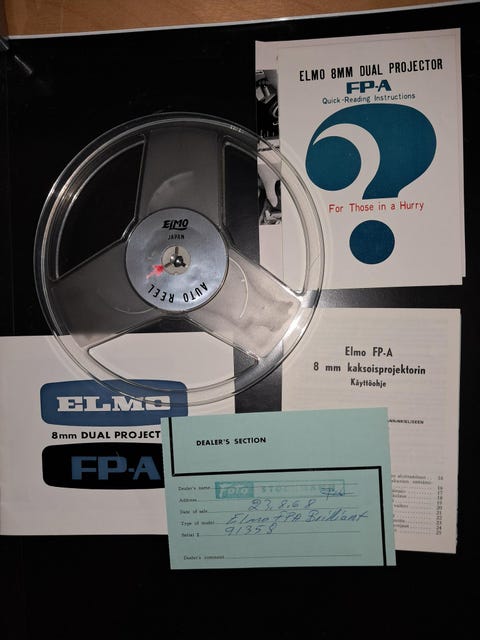 ELMO 8MM DUAL PROJECTOR
FP-A
Quick-Reading Instructions
For Those in a Hurry
ELMO
JAPAN
AUTO REEL
Elmo FP-A
8 mm kaksoisprojektorin
Käyttöohje
ELMO
8mm DUAL PROJECT
FP-A
DEALER'S SECTION
Dealer's name
Foto
Address
Date of sale 23.8.68
Type of model Elmo FPA Brilliant
Serial # 91358
Dealer's comment